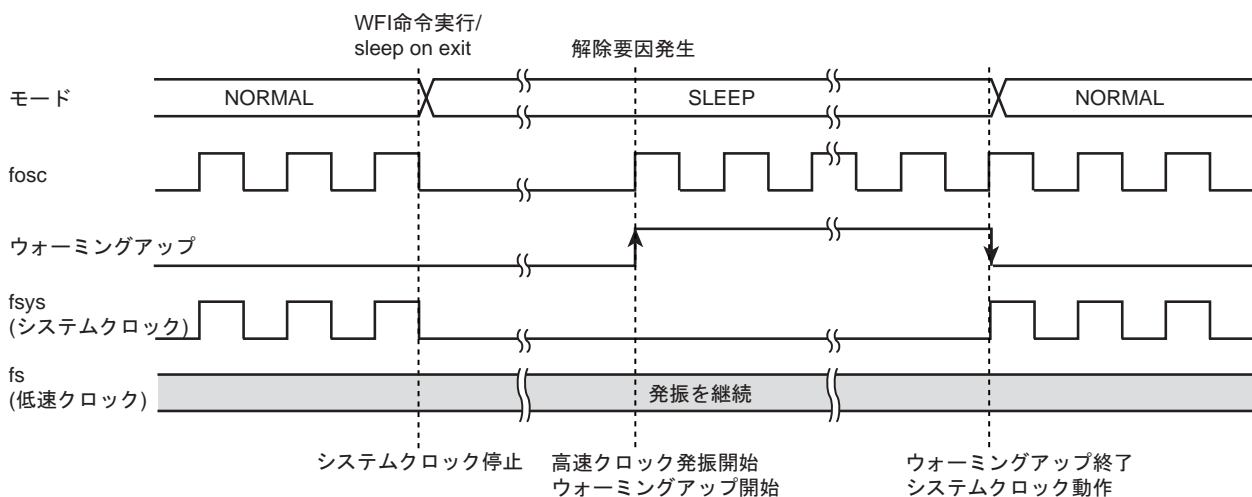 WFI命令実行/
sleep on exit
解除要因発生
モード
NORMAL
SLEEP
NORMAL
fosc
ウォーミングアップ
fsys
(システムクロック)
fs
(低速クロック)
発振を継続
システムクロック停止
高速クロック発振開始
ウォーミングアップ開始
ウォーミングアップ終了
システムクロック動作